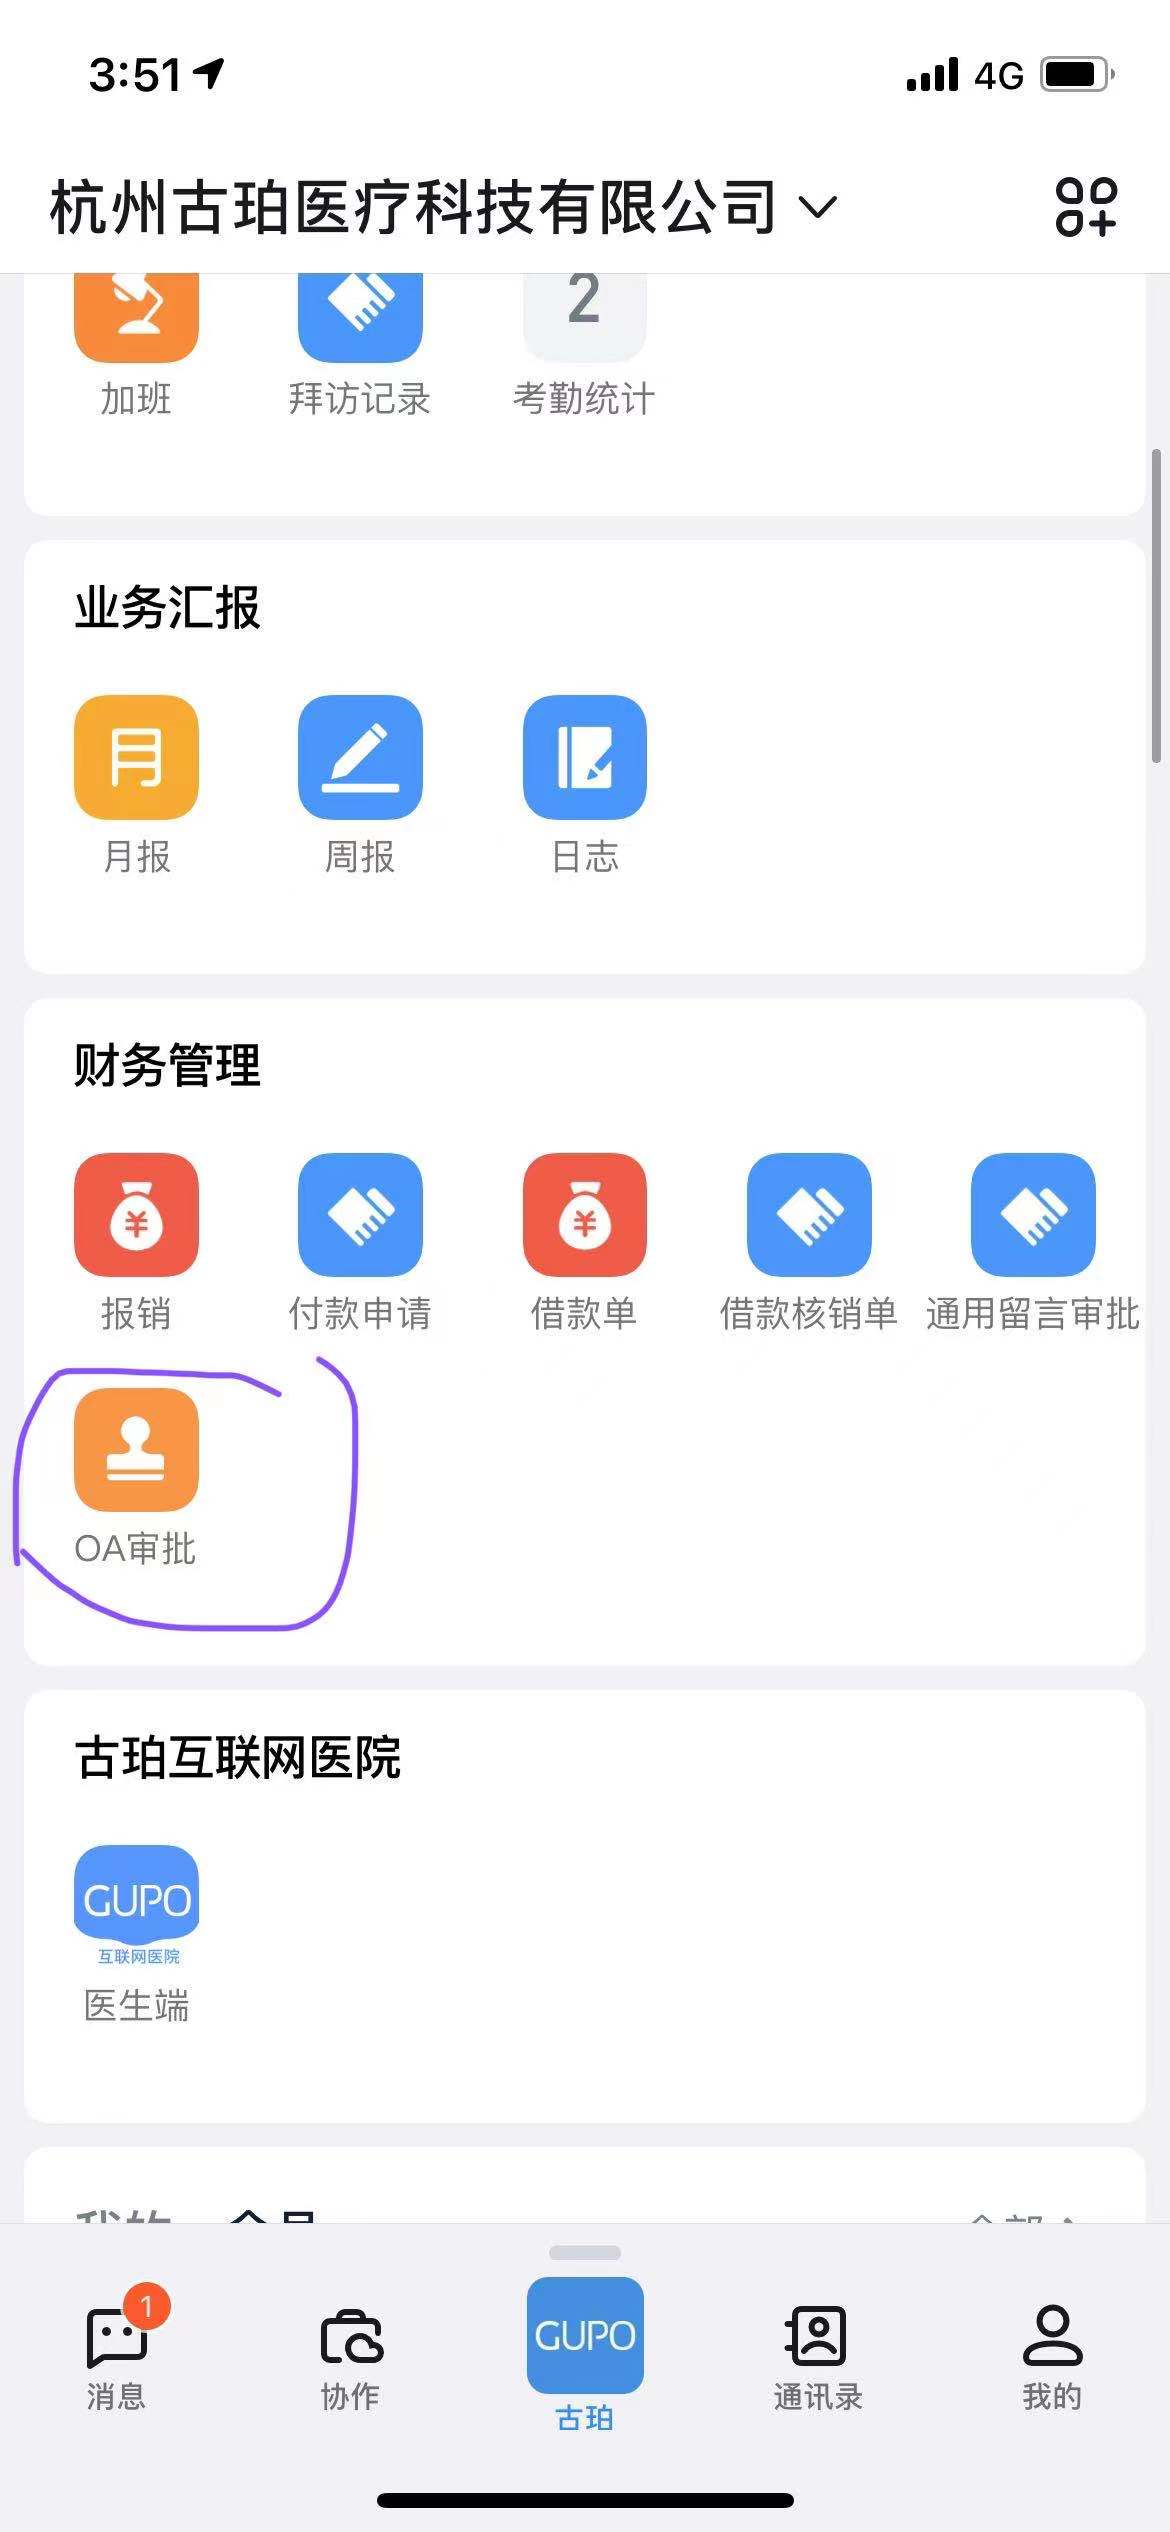 3:51 4G
杭州古珀医疗科技有限公司
2
加班 拜访记录 考勤统计
业务汇报
月
月报 周报 日志
财务管理
¥ ¥
报销 付款申请 借款单 借款核销单 通用留言审批
OA审批
古珀互联网医院
GUPO
互联网医院
医生端
1
GUPO
消息 协作 古珀 通讯录 我的